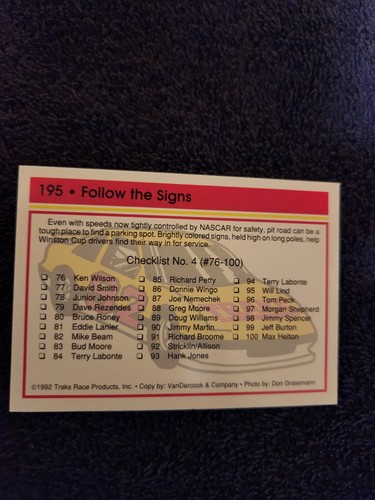 195 • Follow the Signs
Even with speeds now tightly controlled by NASCAR for safety, pit road can be a
tough place to find a parking spot. Brightly colored signs, held high on long poles, help
Winston Cup drivers find their way in for service.
Checklist No. 4 (#76-100)
76 Ken Wilson
77 David Smith
78 Junior Johnson
79 Dave Rezendes
80 Bruce Roney
81 Eddie Lanier
82 Mike Beam
83 Bud Moore
84 Terry Labonte
85 Richard Petty
86 Donnie Wingo
87 Joe Nemechek
88 Greg Moore
89 Doug Williams
90 Jimmy Martin
91 Richard Broome
92 Stricklin/Allison
93 Hank Jones
94 Terry Labonte
95 Will Lind
96 Tom Peck
97 Morgan Shepherd
98 Jimmy Spencer
99 Jeff Burton
100 Max Helton
©1992 Traks Race Products, Inc. • Copy by: VanDercook & Company • Photo by: Don Grassmann